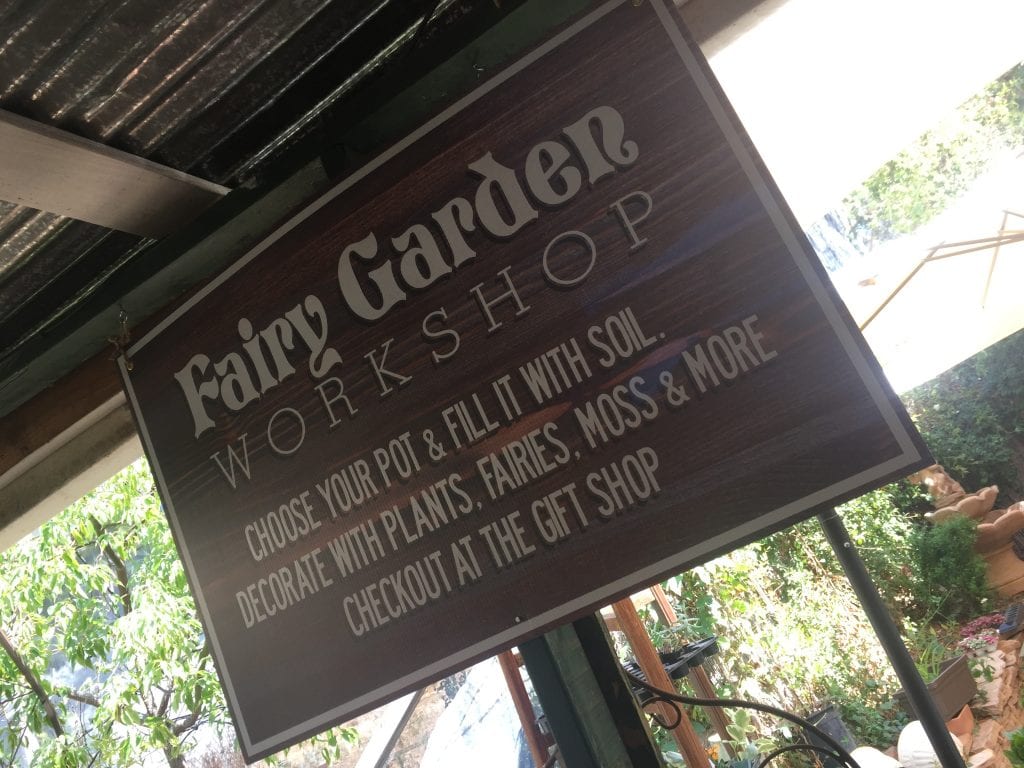 Fairy Garden
WORKSHOP
CHOOSE YOUR POT & FILL IT WITH SOIL.
DECORATE WITH PLANTS, FAIRIES, MOSS & MORE
CHECKOUT AT THE GIFT SHOP